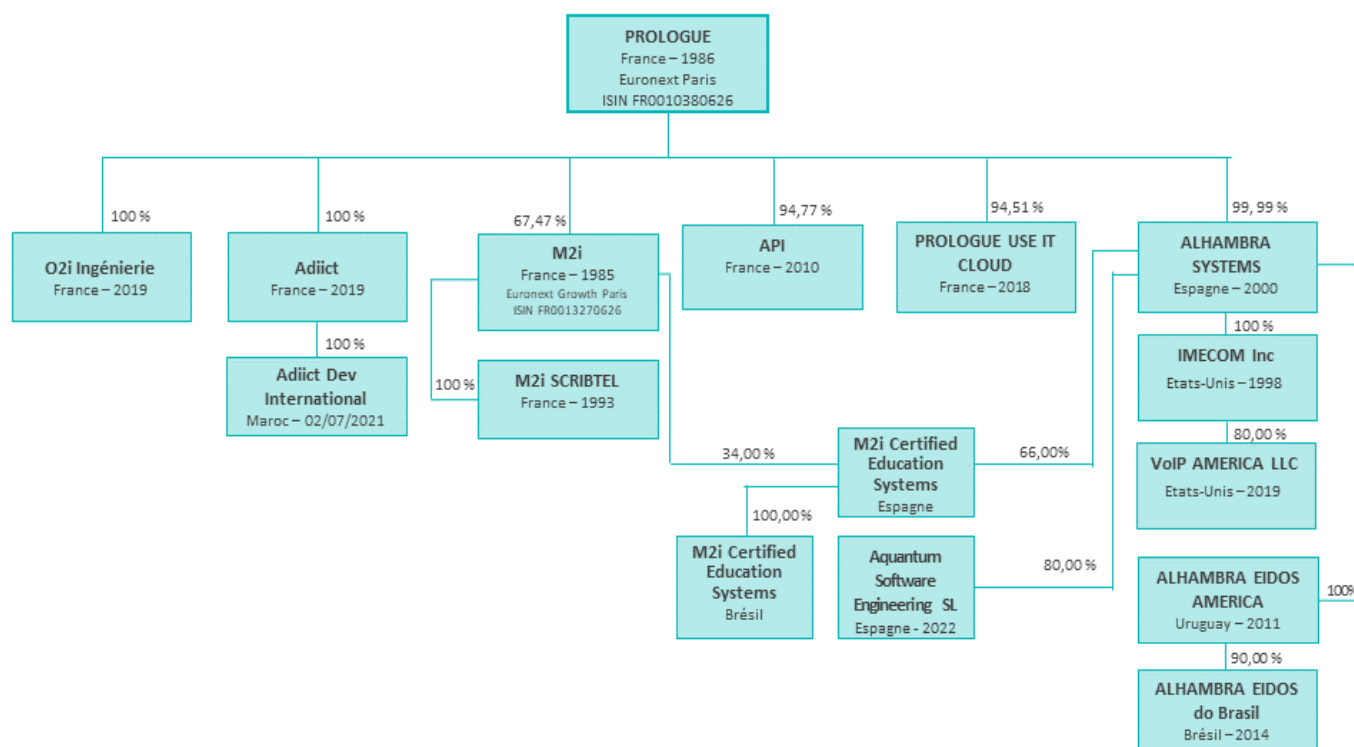 PROLOGUE
France – 1986
Euronext Paris
ISIN FR0010380626
100 %
100 %
67,47 %
94,77 %
94,51 %
99, 99 %
O2i Ingénierie
France – 2019
Adiict
France – 2019
M2i
France – 1985
Euronext Growth Paris
ISIN FR0013270626
API
France – 2010
PROLOGUE USE IT
CLOUD
France – 2018
ALHAMBRA
SYSTEMS
Espagne – 2000
100 %
Adiict Dev
International
Maroc – 02/07/2021
100 %
M2i SCRIBTEL
France – 1993
100 %
IMECOM Inc
Etats-Unis – 1998
80,00 %
VoIP AMERICA LLC
Etats-Unis – 2019
34,00 %
M2i Certified
Education
Systems
Espagne
66,00%
100,00%
M2i Certified
Education
Systems
Brésil
Aquantum
Software
Engineering SL
Espagne - 2022
80,00 %
ALHAMBRA EIDOS
AMERICA
Uruguay – 2011
100%
90,00 %
ALHAMBRA EIDOS
do Brasil
Brésil – 2014